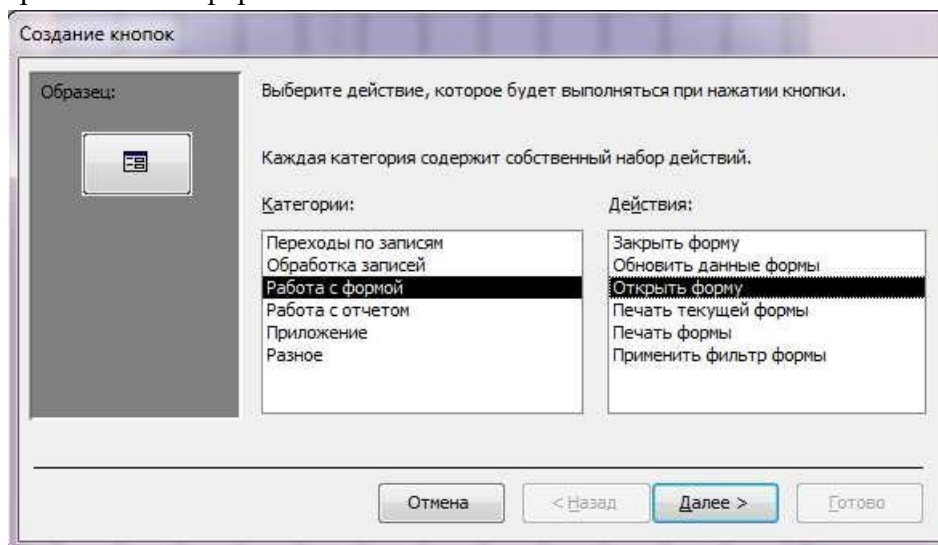 Создание кнопок
Образец:
Выберите действие, которое будет выполняться при нажатии кнопки.
Каждая категория содержит собственный набор действий.
Категории:
Действия:
Переходы по записям
Обработка записей
Работа с формой
Работа с отчетом
Приложение
Разное
Закрыть форму
Обновить данные формы
Открыть форму
Печать текущей формы
Печать формы
Применить фильтр формы
Отмена
< Назад
Далее >
Готово